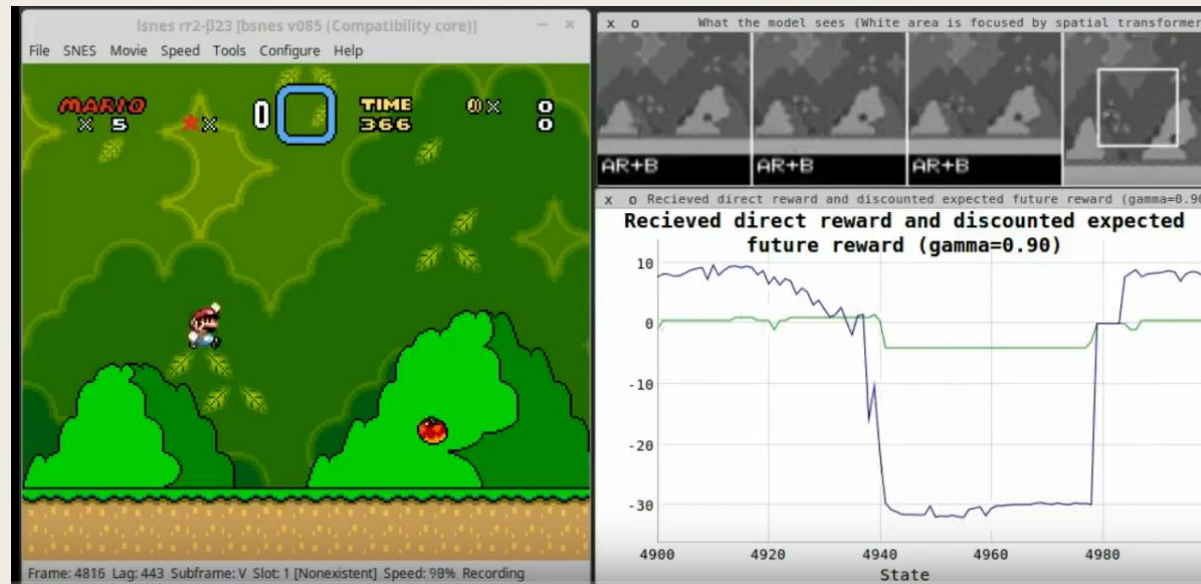 lsnes rr2-β23 [bsnes v085 (Compatibility core)]
File SNES Movie Speed Tools Configure Help
MARIO
x 5
x 0
TIME
366
x 0
0
Frame: 4816 Lag: 443 Subframe: V Slot: 1 [Nonexistent] Speed: 98% Recording
x o What the model sees (White area is focused by spatial transformer
AR+B AR+B AR+B
x o Recieved direct reward and discounted expected future reward (gamma=0.90
Recieved direct reward and discounted expected
future reward (gamma=0.90)
10
0
-10
-20
-30
4900 4920 4940 4960 4980
State